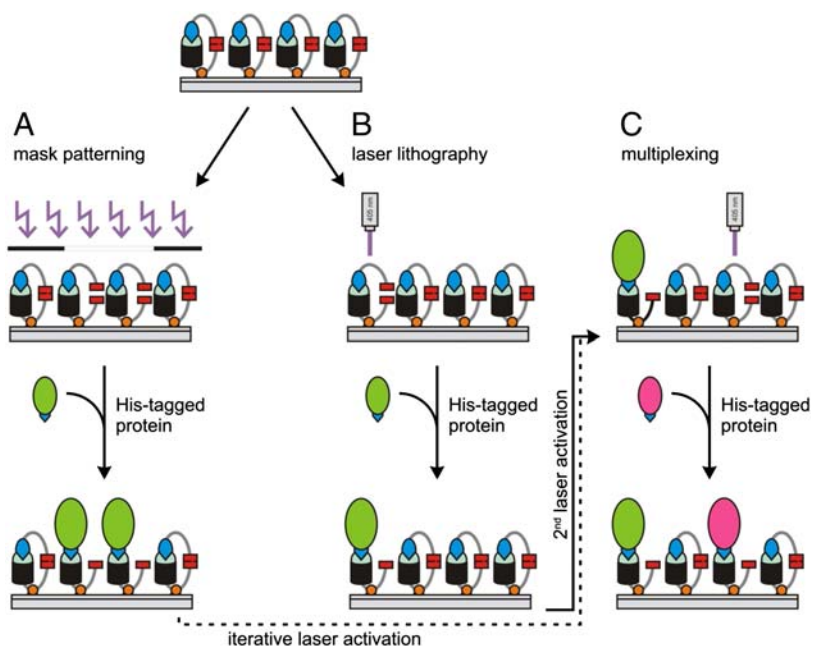 A
mask patterning
B
laser lithography
C
multiplexing
405 nm
405 nm
His-tagged
protein
His-tagged
protein
2nd laser activation
His-tagged
protein
iterative laser activation